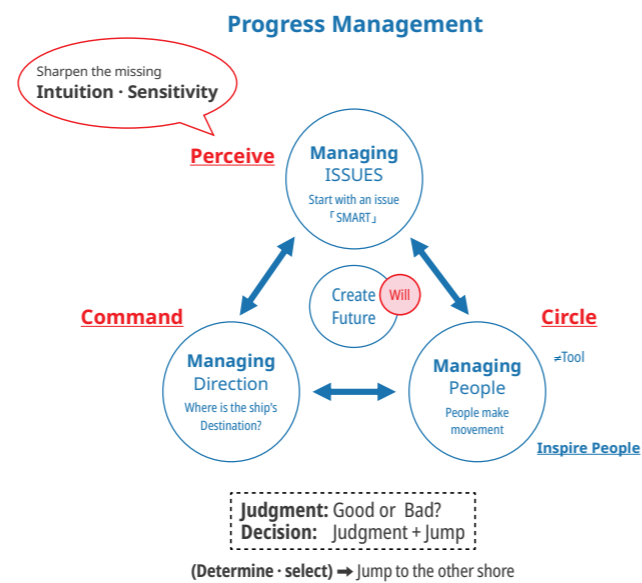 Progress Management
Sharpen the missing
Intuition · Sensitivity
Perceive
Managing
ISSUES
Start with an issue
「SMART」
Create
Future
Will
Command
Circle
Managing
Direction
Where is the ship's
Destination?
Managing
People
People make
movement
≠Tool
Inspire People
Judgment: Good or Bad?
Decision: Judgment + Jump
(Determine · select) ➡ Jump to the other shore